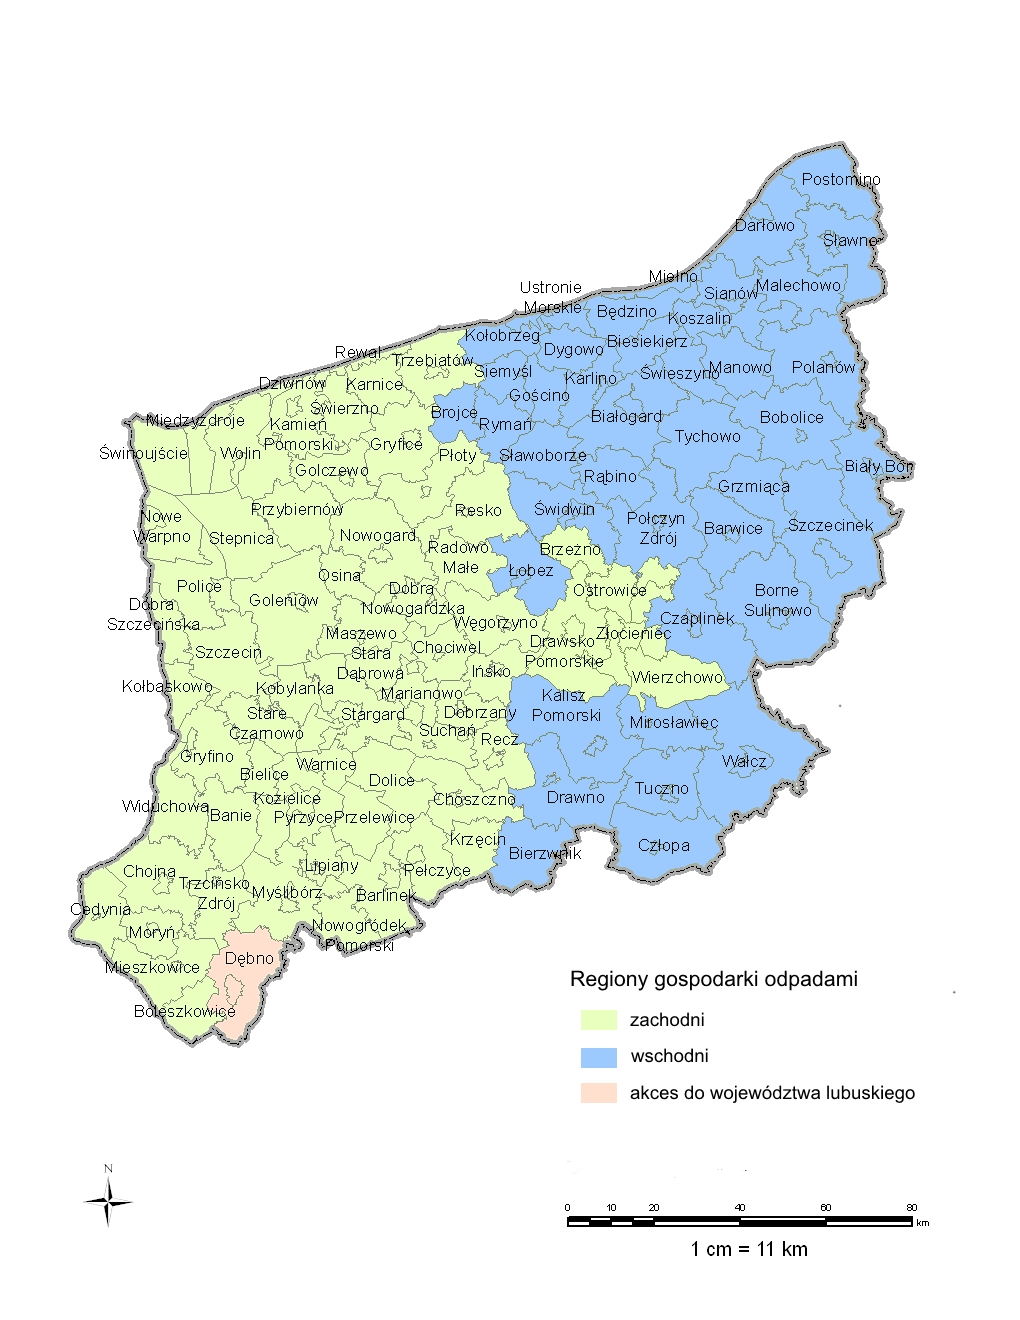 Postomino
Darłowo
Sławno
Mielno
Sianów
Malechowo
Ustronie
Morskie
Będzino
Koszalin
Kołobrzeg
Dygowo
Biesiekierz
Rewal
Trzebiatów
Siemyśl
Karlino
Świeszyno
Manowo
Polanów
Dziwnów
Karnice
Gościno
Międzyzdroje
Świerzno
Brojce
Rymań
Białogard
Bobolice
Kamień
Pomorski
Gryfice
Tychowo
Świnoujście
Wolin
Płoty
Sławoborze
Golczewo
Rąbino
Biały Bór
Grzmiąca
Przybiernów
Resko
Świdwin
Nowe
Warpno
Stepnica
Nowogard
Połczyn
Zdrój
Barwice
Szczecinek
Radowo
Małe
Brzeżno
Łobez
Osina
Police
Dobra
Nowogardzka
Ostrowice
Borne
Sulinowo
Goleniów
Dobra
Szczecińska
Węgorzyno
Czaplinek
Maszewo
Złocieniec
Stara
Dąbrowa
Chociwel
Drawsko
Pomorskie
Szczecin
Ińsko
Wierzchowo
Kołbaskowo
Kobylanka
Marianowo
Kalisz
Pomorski
Stare
Czarnowo
Stargard
Dobrzany
Mirosławiec
Suchań
Recz
Gryfino
Warnice
Wałcz
Bielice
Dolice
Tuczno
Widuchowa
Kozielice
Choszczno
Drawno
Banie
Pyrzyce
Przelewice
Krzęcin
Człopa
Bierzwnik
Chojna
Lipiany
Pełczyce
Trzcińsko
Zdrój
Myślibórz
Barlinek
Cedynia
Moryń
Nowogródek
Pomorski
Dębno
Mieszkowice
Boleszkowice
Regiony gospodarki odpadami
zachodni
wschodni
akces do województwa lubuskiego
N
0 10 20 40 60 80
km
1 cm = 11 km